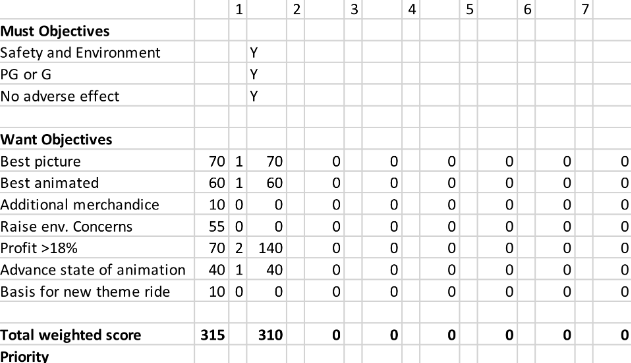 1 2 3 4 5 6 7
Must Objectives
Safety and Environment Y
PG or G Y
No adverse effect Y
Want Objectives
Best picture 70 1 70 0 0 0 0 0 0
Best animated 60 1 60 0 0 0 0 0 0
Additional merchandice 10 0 0 0 0 0 0 0 0
Raise env. Concerns 55 0 0 0 0 0 0 0 0
Profit >18% 70 2 140 0 0 0 0 0 0
Advance state of animation 40 1 40 0 0 0 0 0 0
Basis for new theme ride 10 0 0 0 0 0 0 0 0
Total weighted score 315 310 0 0 0 0 0 0
Priority